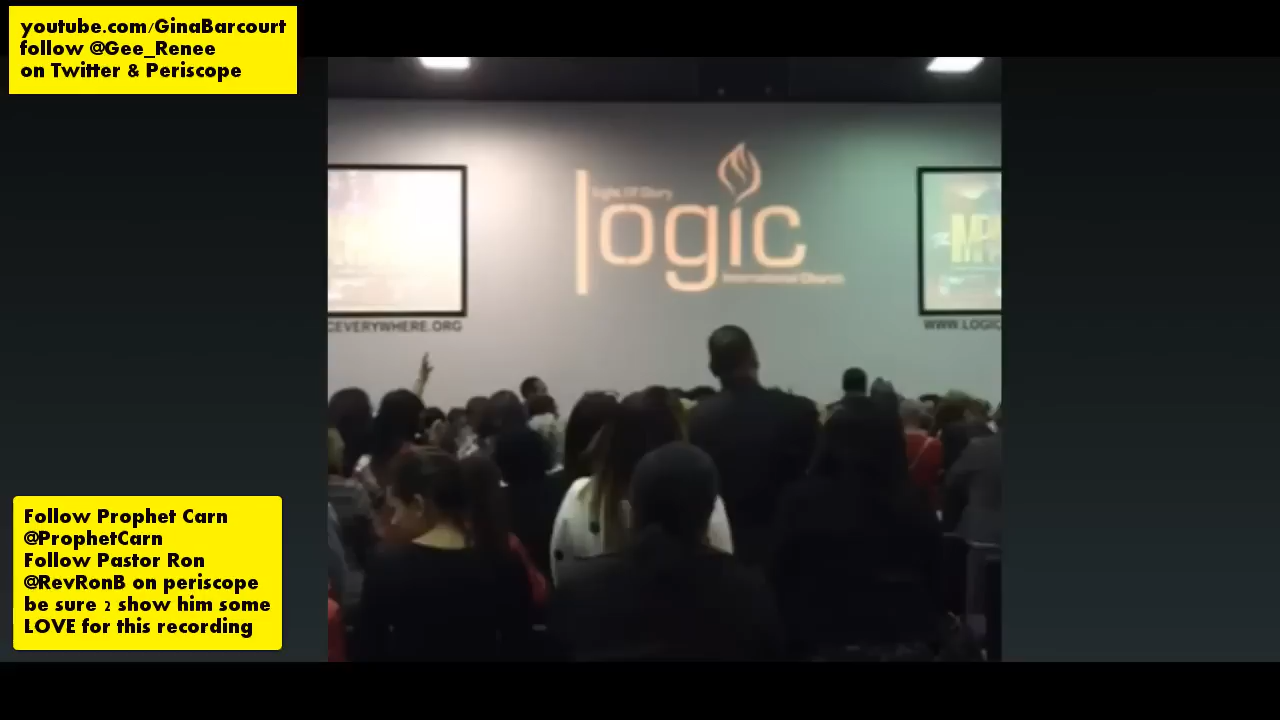 youtube.com/GinaBarcourt
follow @Gee_Renee
on Twitter & Periscope
Light Of Glory
logic
International Church
CEVERYWHERE.ORG
WWW.LOGIC
Follow Prophet Carn
@ProphetCarn
Follow Pastor Ron
@RevRonB on periscope
be sure 2 show him some
LOVE for this recording